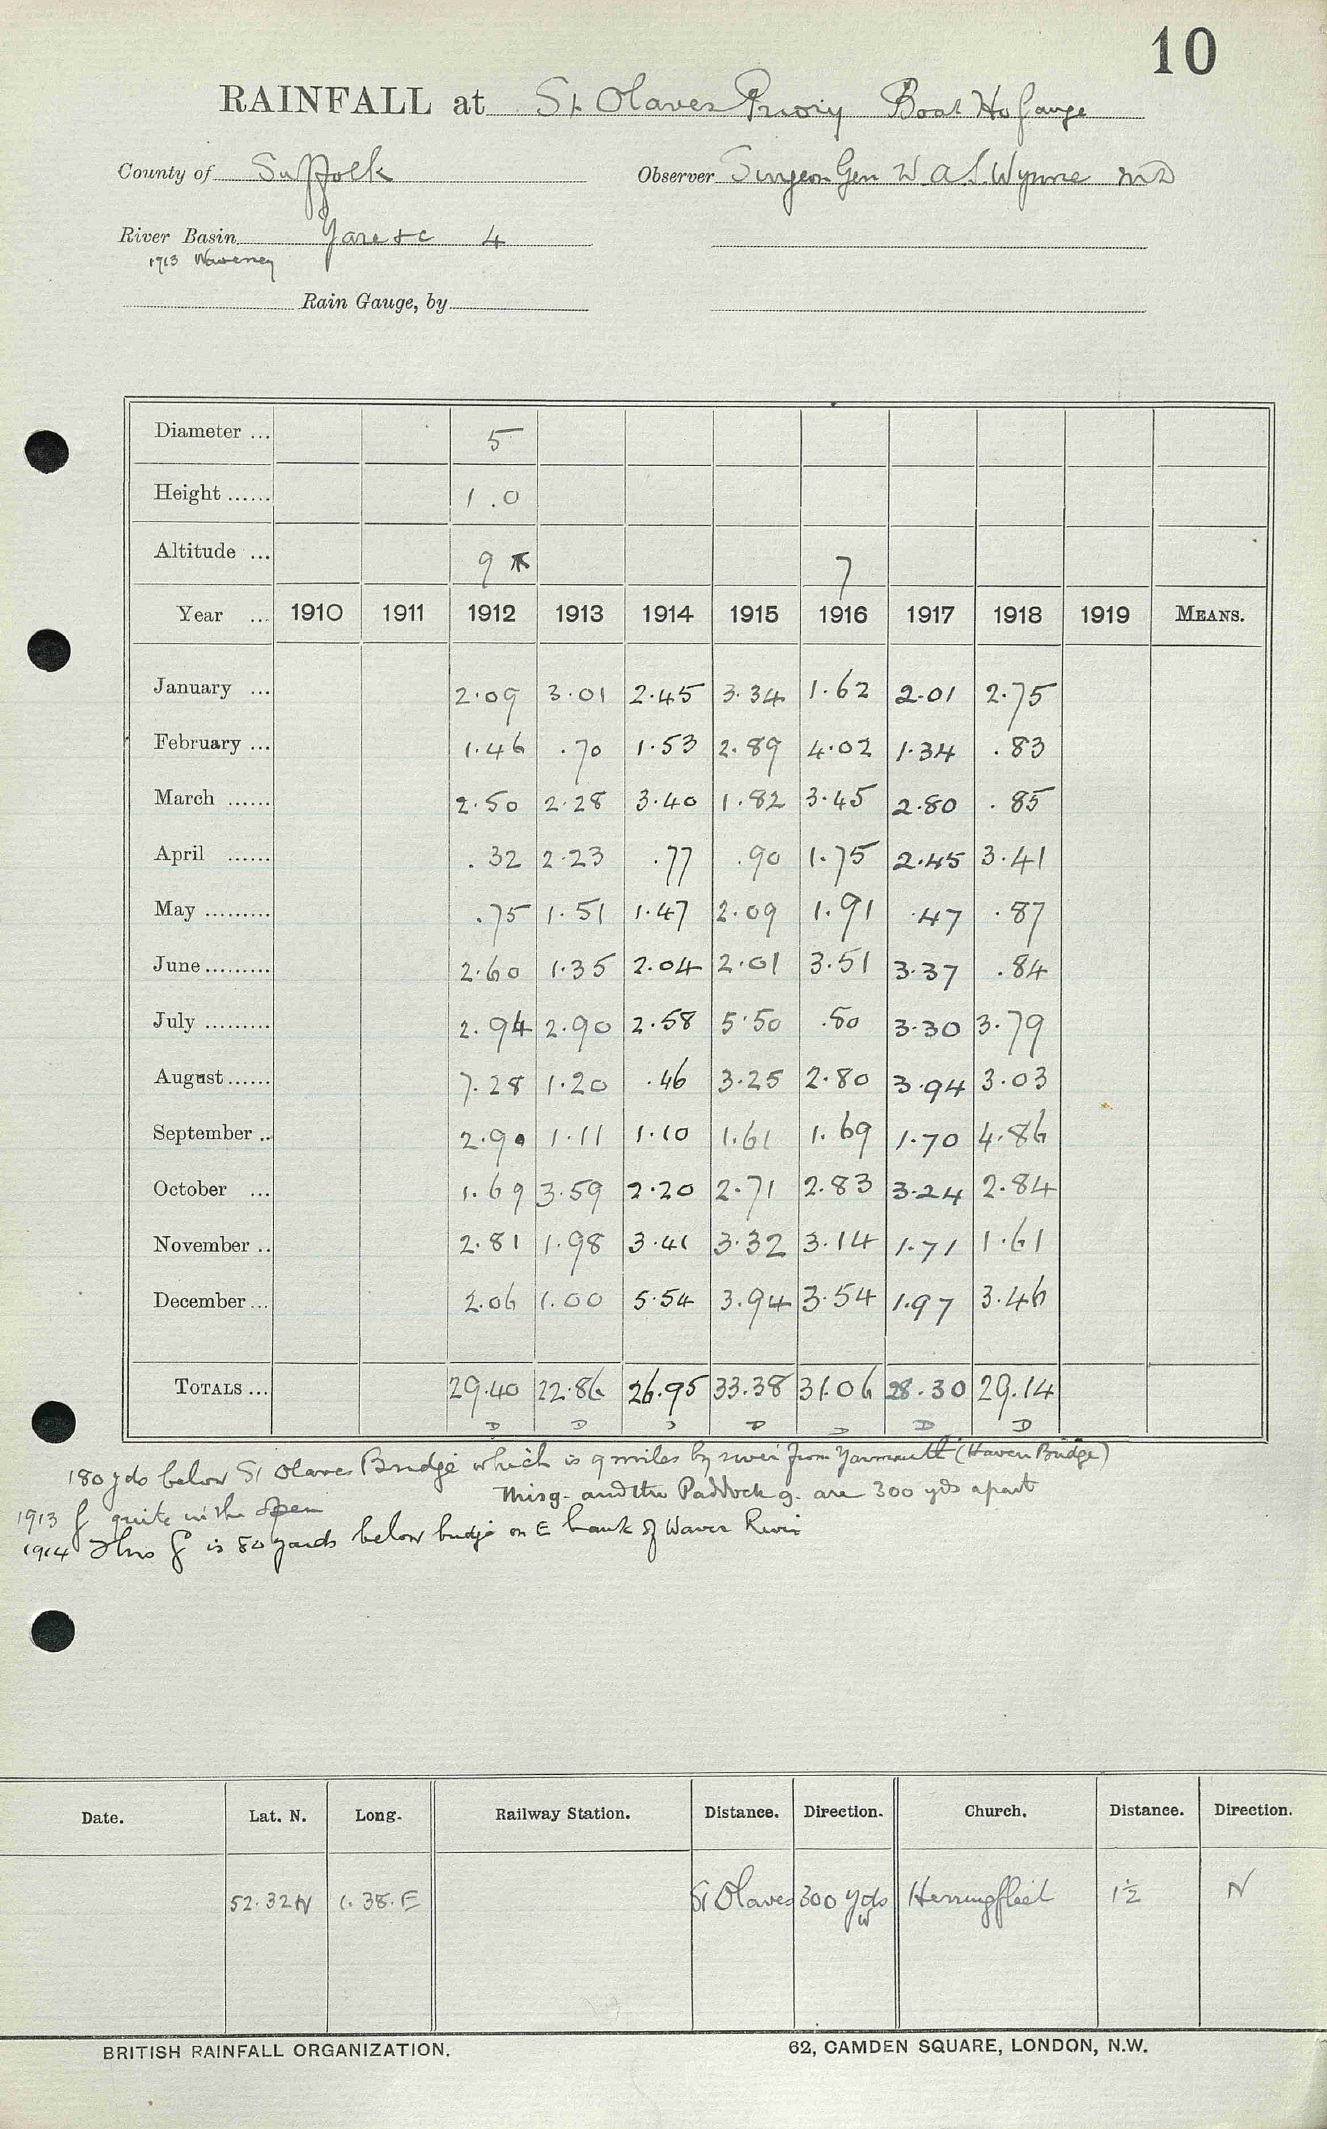 10
RAINFALL at St Olaves Priory Boat Ho Gauge
County of Suffolk Observer Surgeon Gen W. A. S. Wynne MD
River Basin Yare &c 4
1913 Waveney
Rain Gauge, by
Diameter ... 5
Height ...... 1.0
Altitude ... 9 * 7
Year ... 1910 1911 1912 1913 1914 1915 1916 1917 1918 1919 MEANS.
January ... 2.09 3.01 2.45 3.34 1.62 2.01 2.75
February ... 1.46 .70 1.53 2.89 4.02 1.34 .83
March ...... 2.50 2.28 3.40 1.82 3.45 2.80 .85
April ...... .32 2.23 .77 .90 1.75 2.45 3.41
May ......... .75 1.51 1.47 2.09 1.91 .47 .87
June ......... 2.60 1.35 2.04 2.01 3.51 3.37 .84
July ......... 2.94 2.90 2.58 5.50 .80 3.30 3.79
August ...... 7.28 1.20 .46 3.25 2.80 3.94 3.03
September .. 2.90 1.11 1.10 1.61 1.69 1.70 4.86
October ... 1.69 3.59 2.20 2.71 2.83 3.24 2.84
November .. 2.81 1.98 3.41 3.32 3.14 1.71 1.61
December ... 2.06 1.00 5.54 3.94 3.54 1.97 3.46
TOTALS ... 29.40 22.86 26.95 33.38 31.06 28.30 29.14
D D D D D D D
180 yds below St Olaves Bridge which is 9 miles by river from Yarmouth (Haven Bridge)
This g. and the Paddock g. are 300 yds apart
1913 G quite in the open
1914 This G is 80 yards below bridge on E bank of Waven River
Date. Lat. N. Long. Railway Station. Distance. Direction. Church. Distance. Direction.
52.32 N 1.38.E St Olaves 300 yds Herringfleet 1½ N
W
BRITISH RAINFALL ORGANIZATION. 62, CAMDEN SQUARE, LONDON, N.W.